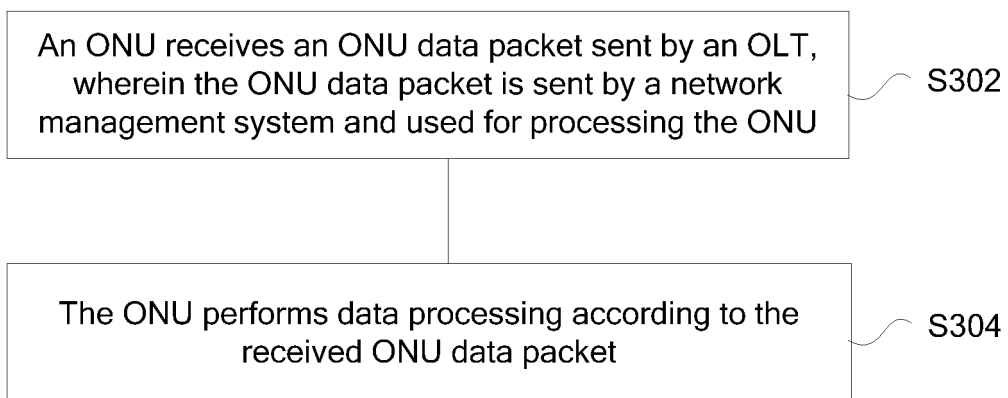 An ONU receives an ONU data packet sent by an OLT,
wherein the ONU data packet is sent by a network
management system and used for processing the ONU
S302
The ONU performs data processing according to the
received ONU data packet
S304